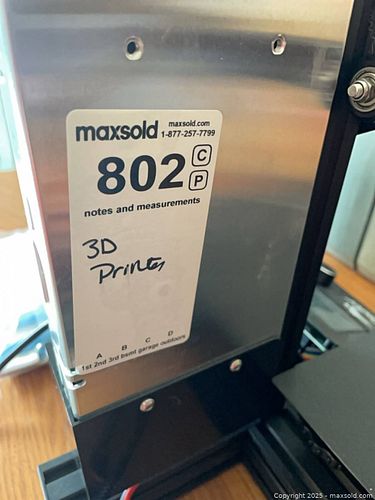 maxsold maxsold.com
1-877-257-7799
802 C
P
notes and measurements
3D
Printer
A B C D
1st 2nd 3rd bsmt garage outdoors
Copyright 2025 - maxsold.com